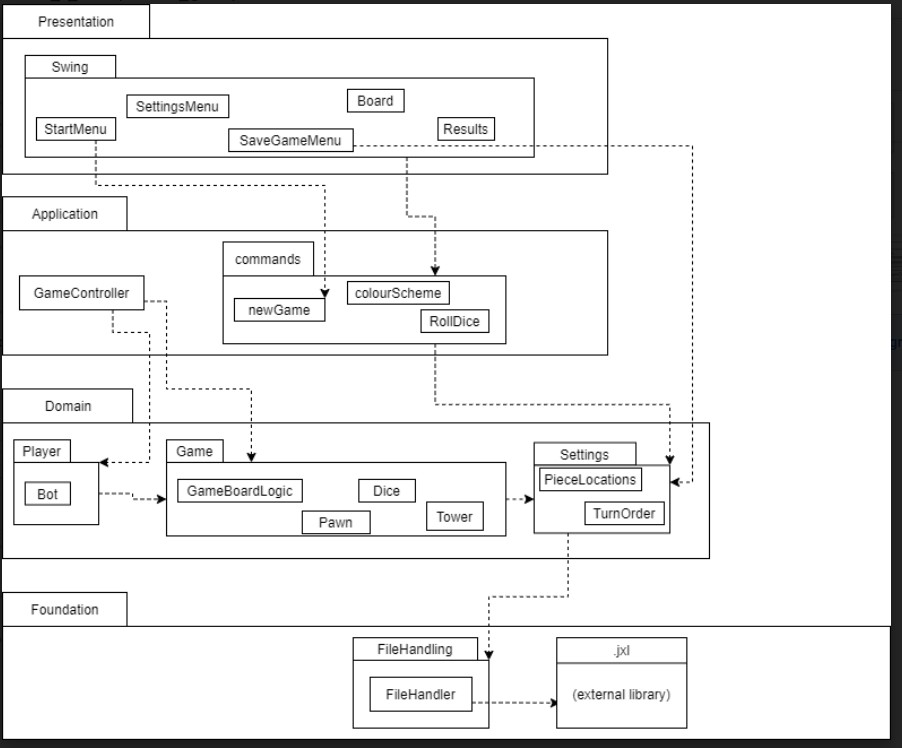 Presentation
Swing
SettingsMenu
Board
StartMenu
SaveGameMenu
Results
Application
commands
GameController
newGame
colourScheme
RollDice
Domain
Player
Bot
Game
GameBoardLogic
Dice
Pawn
Tower
Settings
PieceLocations
TurnOrder
Foundation
FileHandling
FileHandler
.jxl
(external library)